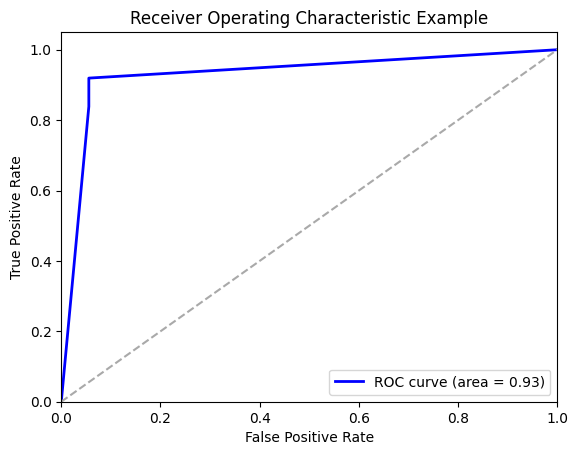 Receiver Operating Characteristic Example
1.0
0.8
0.6
0.4
0.2
0.0
True Positive Rate
ROC curve (area = 0.93)
0.0 0.2 0.4 0.6 0.8 1.0
False Positive Rate